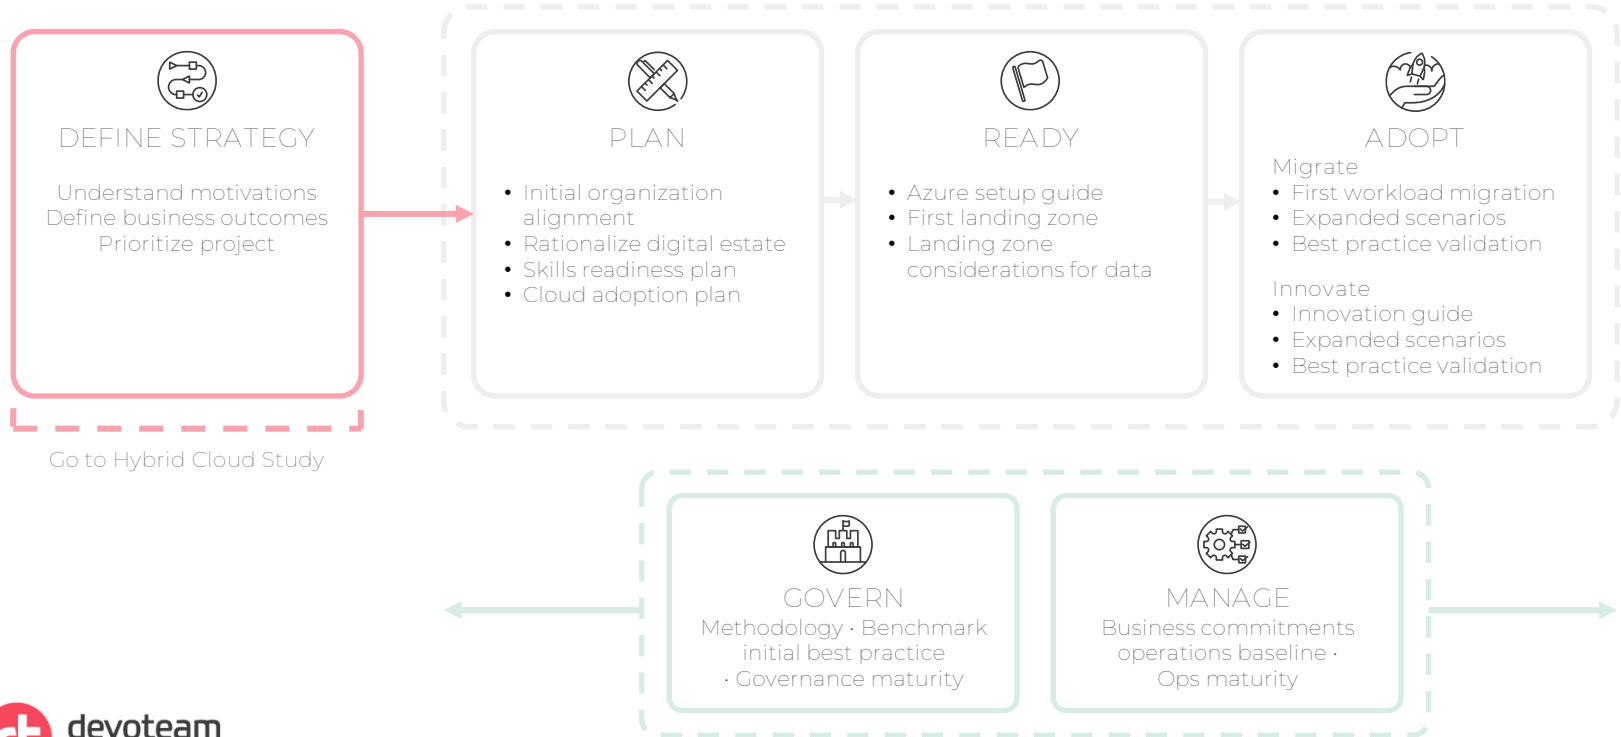 DEFINE STRATEGY
Understand motivations
Define business outcomes
Prioritize project
Go to Hybrid Cloud Study
PLAN
• Initial organization
alignment
• Rationalize digital estate
• Skills readiness plan
• Cloud adoption plan
READY
• Azure setup guide
• First landing zone
• Landing zone
considerations for data
ADOPT
Migrate
• First workload migration
• Expanded scenarios
• Best practice validation
Innovate
• Innovation guide
• Expanded scenarios
• Best practice validation
GOVERN
Methodology · Benchmark
initial best practice
· Governance maturity
MANAGE
Business commitments
operations baseline ·
Ops maturity
devoteam